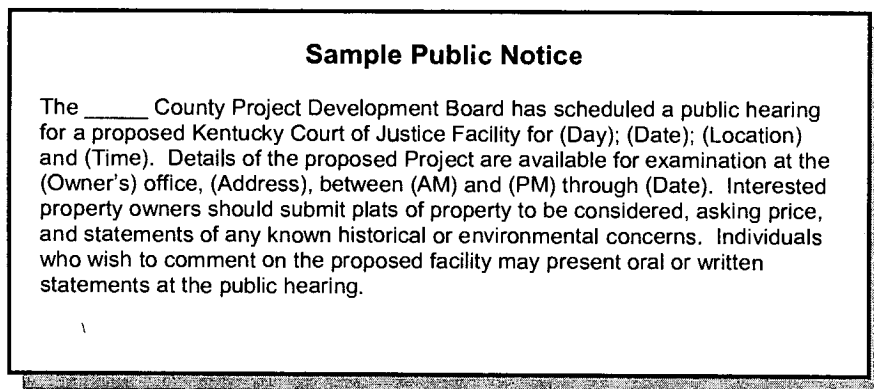 Sample Public Notice
The ______ County Project Development Board has scheduled a public hearing
for a proposed Kentucky Court of Justice Facility for (Day); (Date); (Location)
and (Time).  Details of the proposed Project are available for examination at the
(Owner's) office, (Address), between (AM) and (PM) through (Date).  Interested
property owners should submit plats of property to be considered, asking price,
and statements of any known historical or environmental concerns.  Individuals
who wish to comment on the proposed facility may present oral or written
statements at the public hearing.